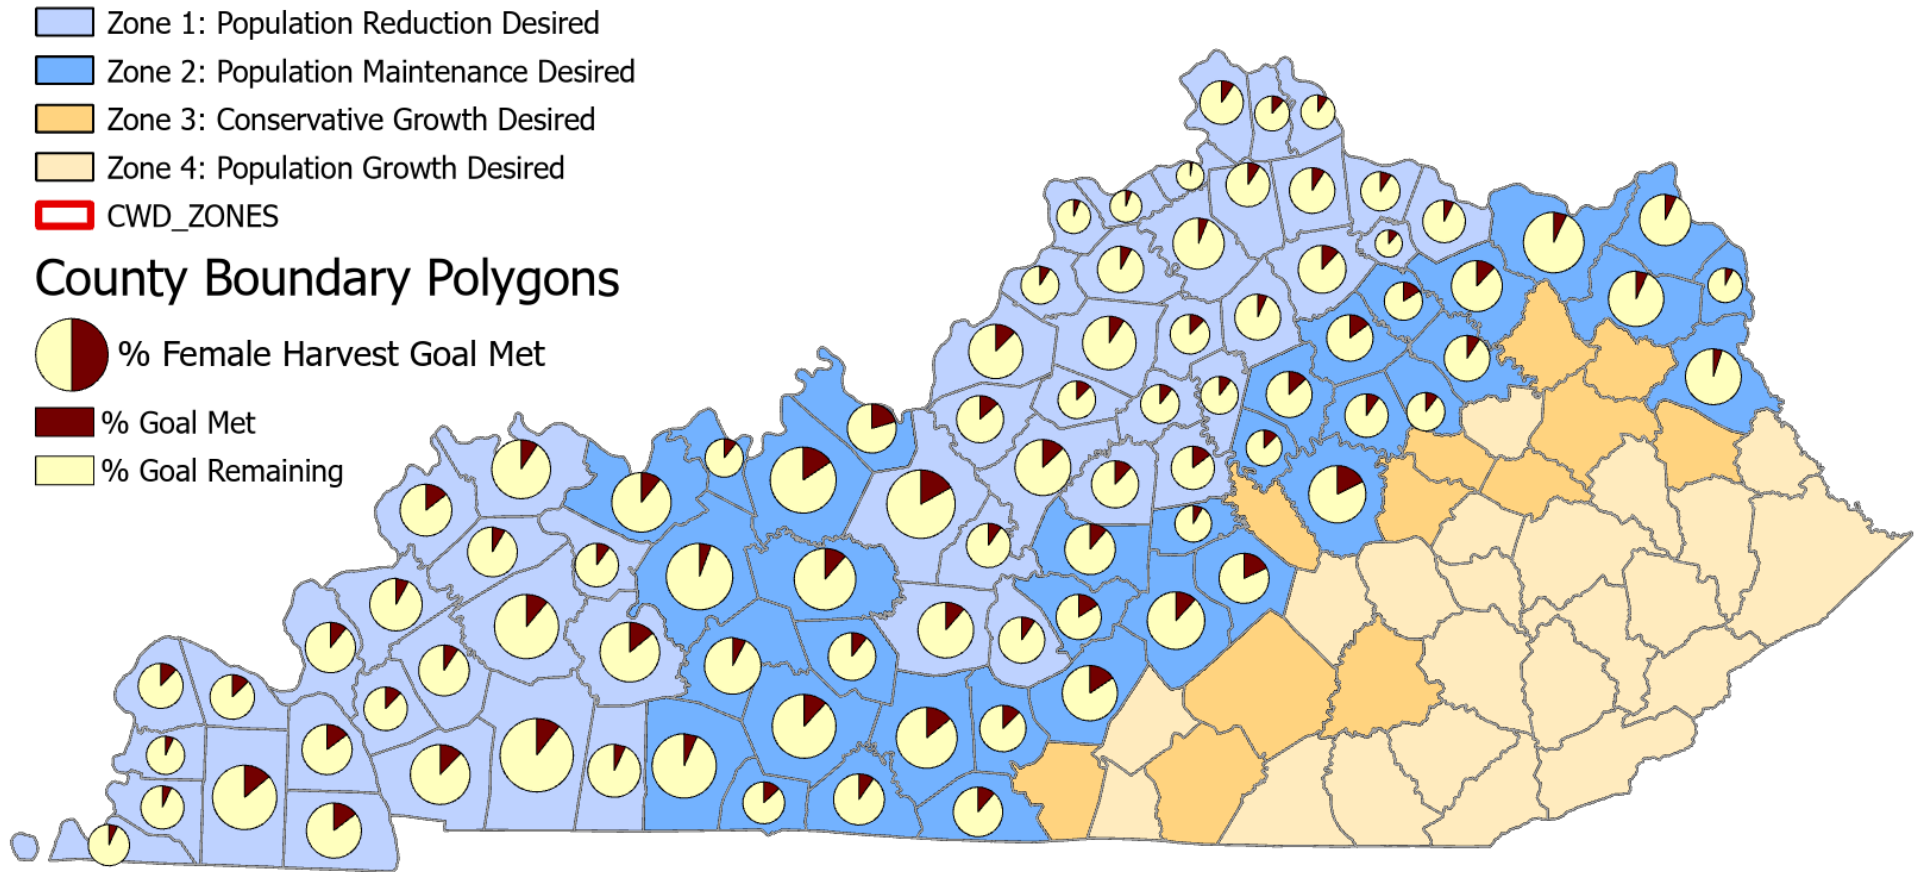 Zone 1: Population Reduction Desired
Zone 2: Population Maintenance Desired
Zone 3: Conservative Growth Desired
Zone 4: Population Growth Desired
CWD_ZONES
County Boundary Polygons
% Female Harvest Goal Met
% Goal Met
% Goal Remaining